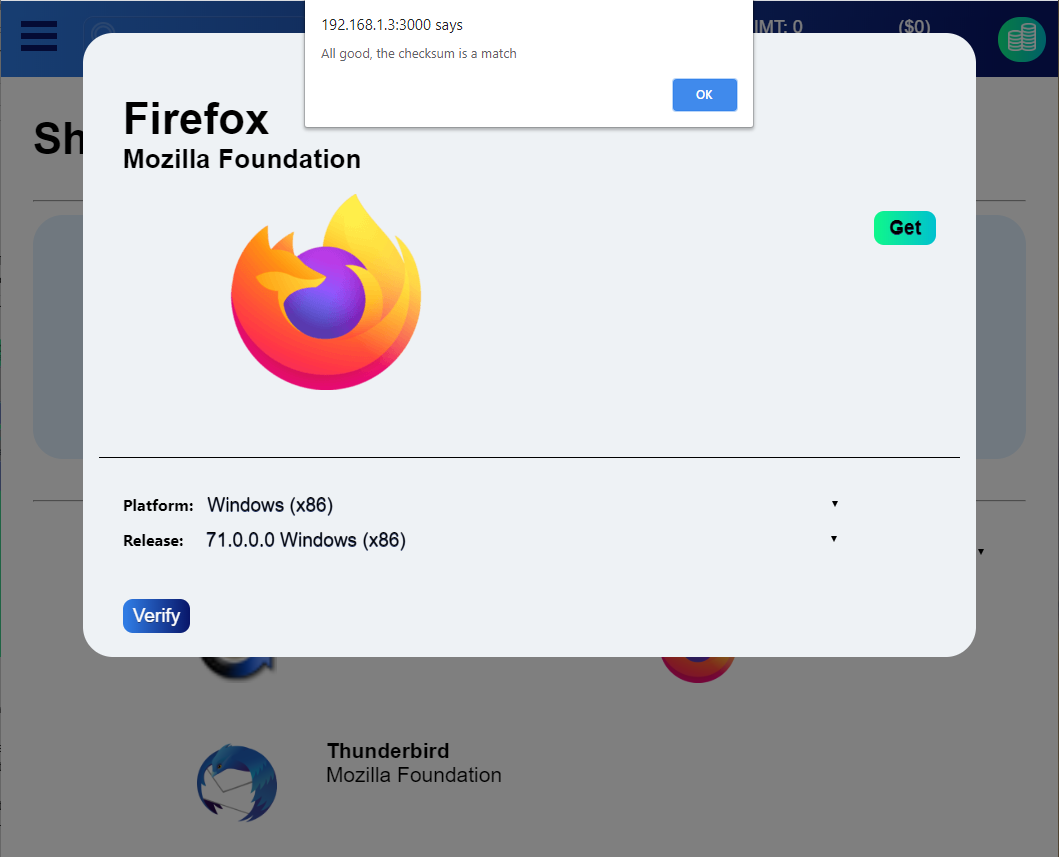 192.168.1.3:3000 says
All good, the checksum is a match
OK
IMT: 0
($0)
Sh
Firefox
Mozilla Foundation
Get
Platform: Windows (x86)
Release: 71.0.0.0 Windows (x86)
Verify
Thunderbird
Mozilla Foundation